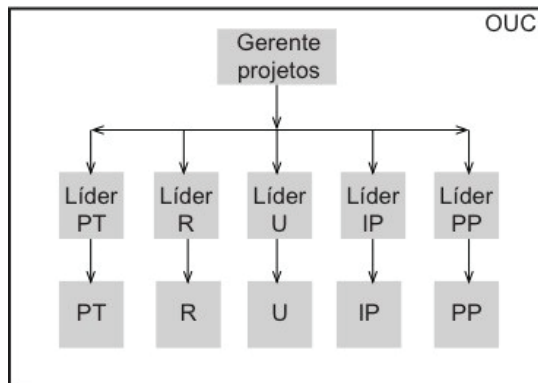 OUC
Gerente
projetos
Líder
PT
Líder
R
Líder
U
Líder
IP
Líder
PP
PT
R
U
IP
PP